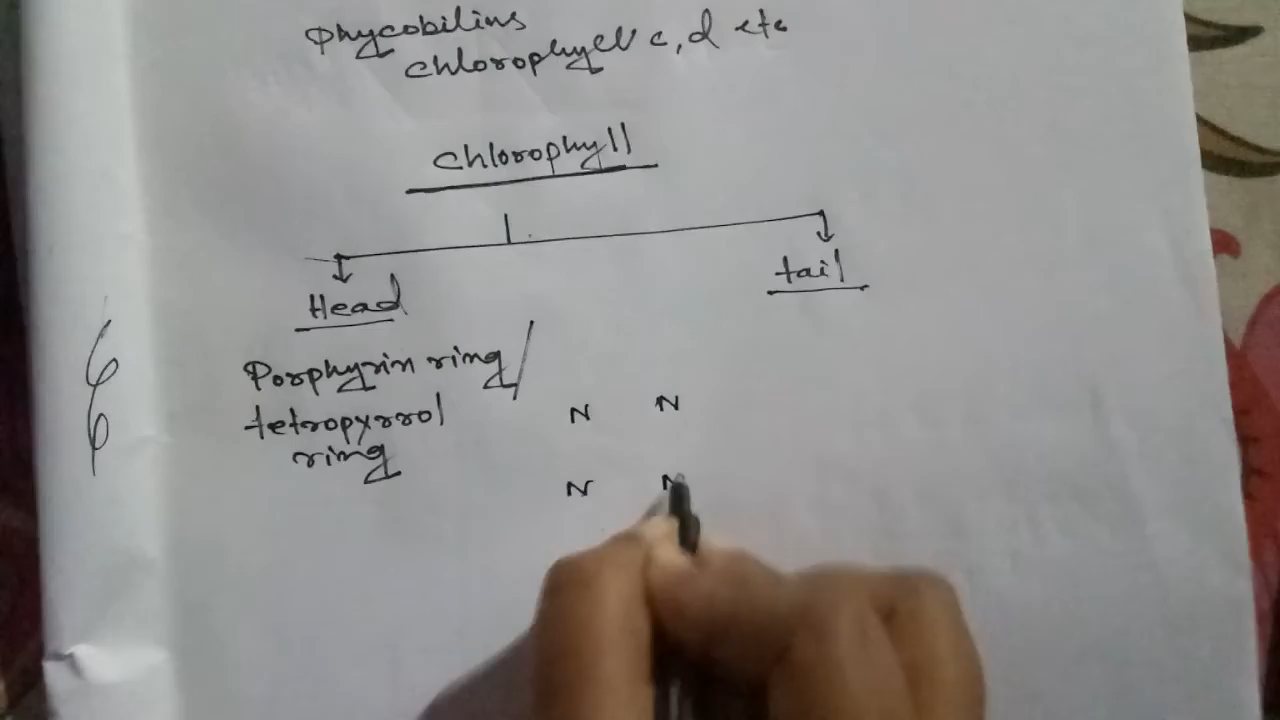 Phycobilins
chlorophyll c, d etc
chlorophyll
Head
tail
Porphyrin ring/
tetropyrrol
ring
N N
N N